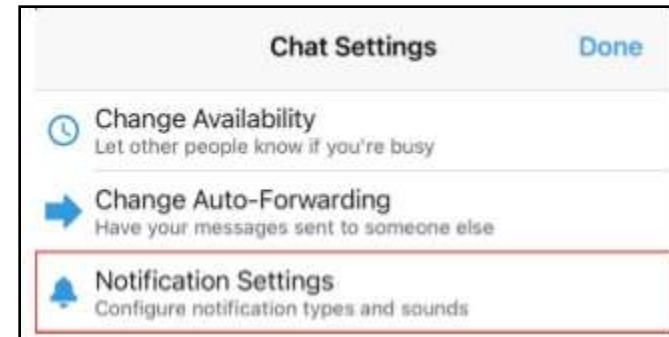 Chat Settings Done
Change Availability
Let other people know if you're busy
Change Auto-Forwarding
Have your messages sent to someone else
Notification Settings
Configure notification types and sounds